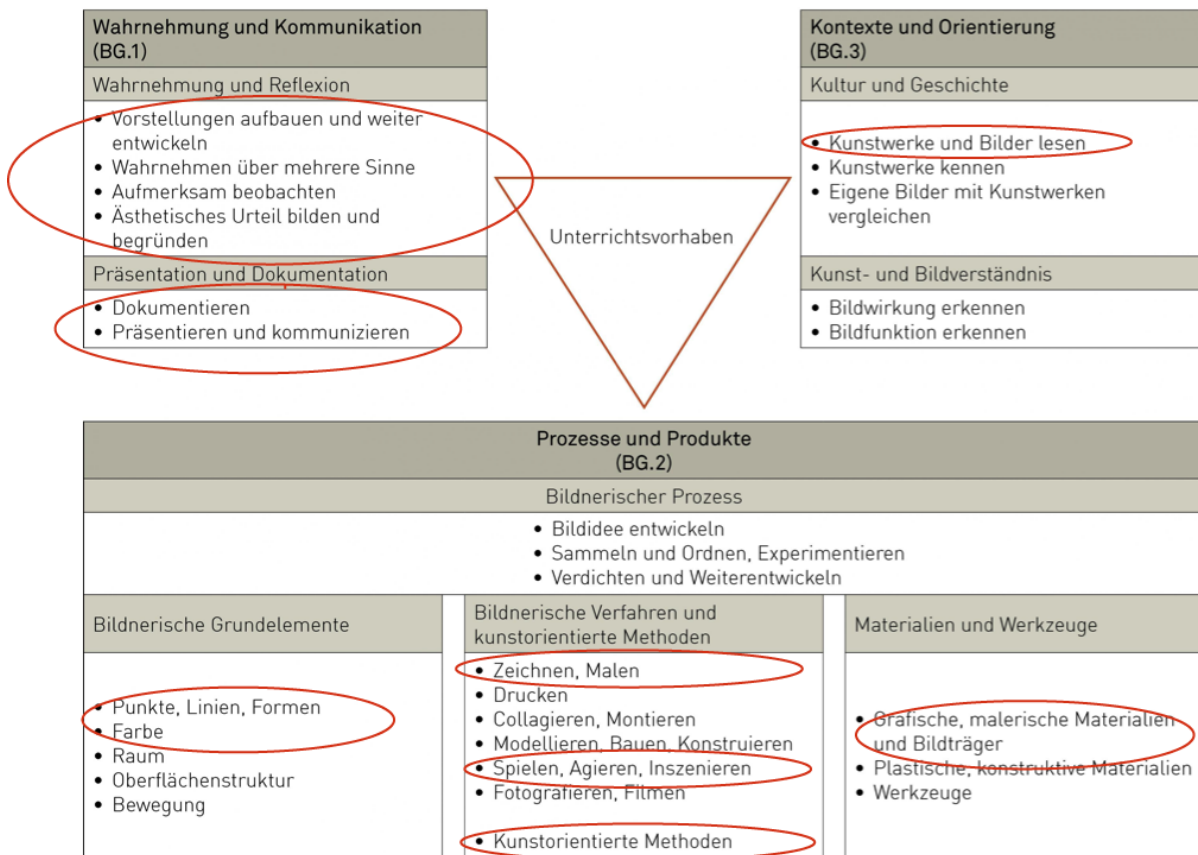 Wahrnehmung und Kommunikation
(BG.1)
Wahrnehmung und Reflexion
• Vorstellungen aufbauen und weiter
entwickeln
• Wahrnehmen über mehrere Sinne
• Aufmerksam beobachten
• Ästhetisches Urteil bilden und
begründen
Präsentation und Dokumentation
• Dokumentieren
• Präsentieren und kommunizieren
Unterrichtsvorhaben
Kontexte und Orientierung
(BG.3)
Kultur und Geschichte
• Kunstwerke und Bilder lesen
• Kunstwerke kennen
• Eigene Bilder mit Kunstwerken
vergleichen
Kunst- und Bildverständnis
• Bildwirkung erkennen
• Bildfunktion erkennen
Prozesse und Produkte
(BG.2)
Bildnerischer Prozess
• Bildidee entwickeln
• Sammeln und Ordnen, Experimentieren
• Verdichten und Weiterentwickeln
Bildnerische Grundelemente
• Punkte, Linien, Formen
• Farbe
• Raum
• Oberflächenstruktur
• Bewegung
Bildnerische Verfahren und
kunstorientierte Methoden
• Zeichnen, Malen
• Drucken
• Collagieren, Montieren
• Modellieren, Bauen, Konstruieren
• Spielen, Agieren, Inszenieren
• Fotografieren, Filmen
• Kunstorientierte Methoden
Materialien und Werkzeuge
• Grafische, malerische Materialien
und Bildträger
• Plastische, konstruktive Materialien
• Werkzeuge